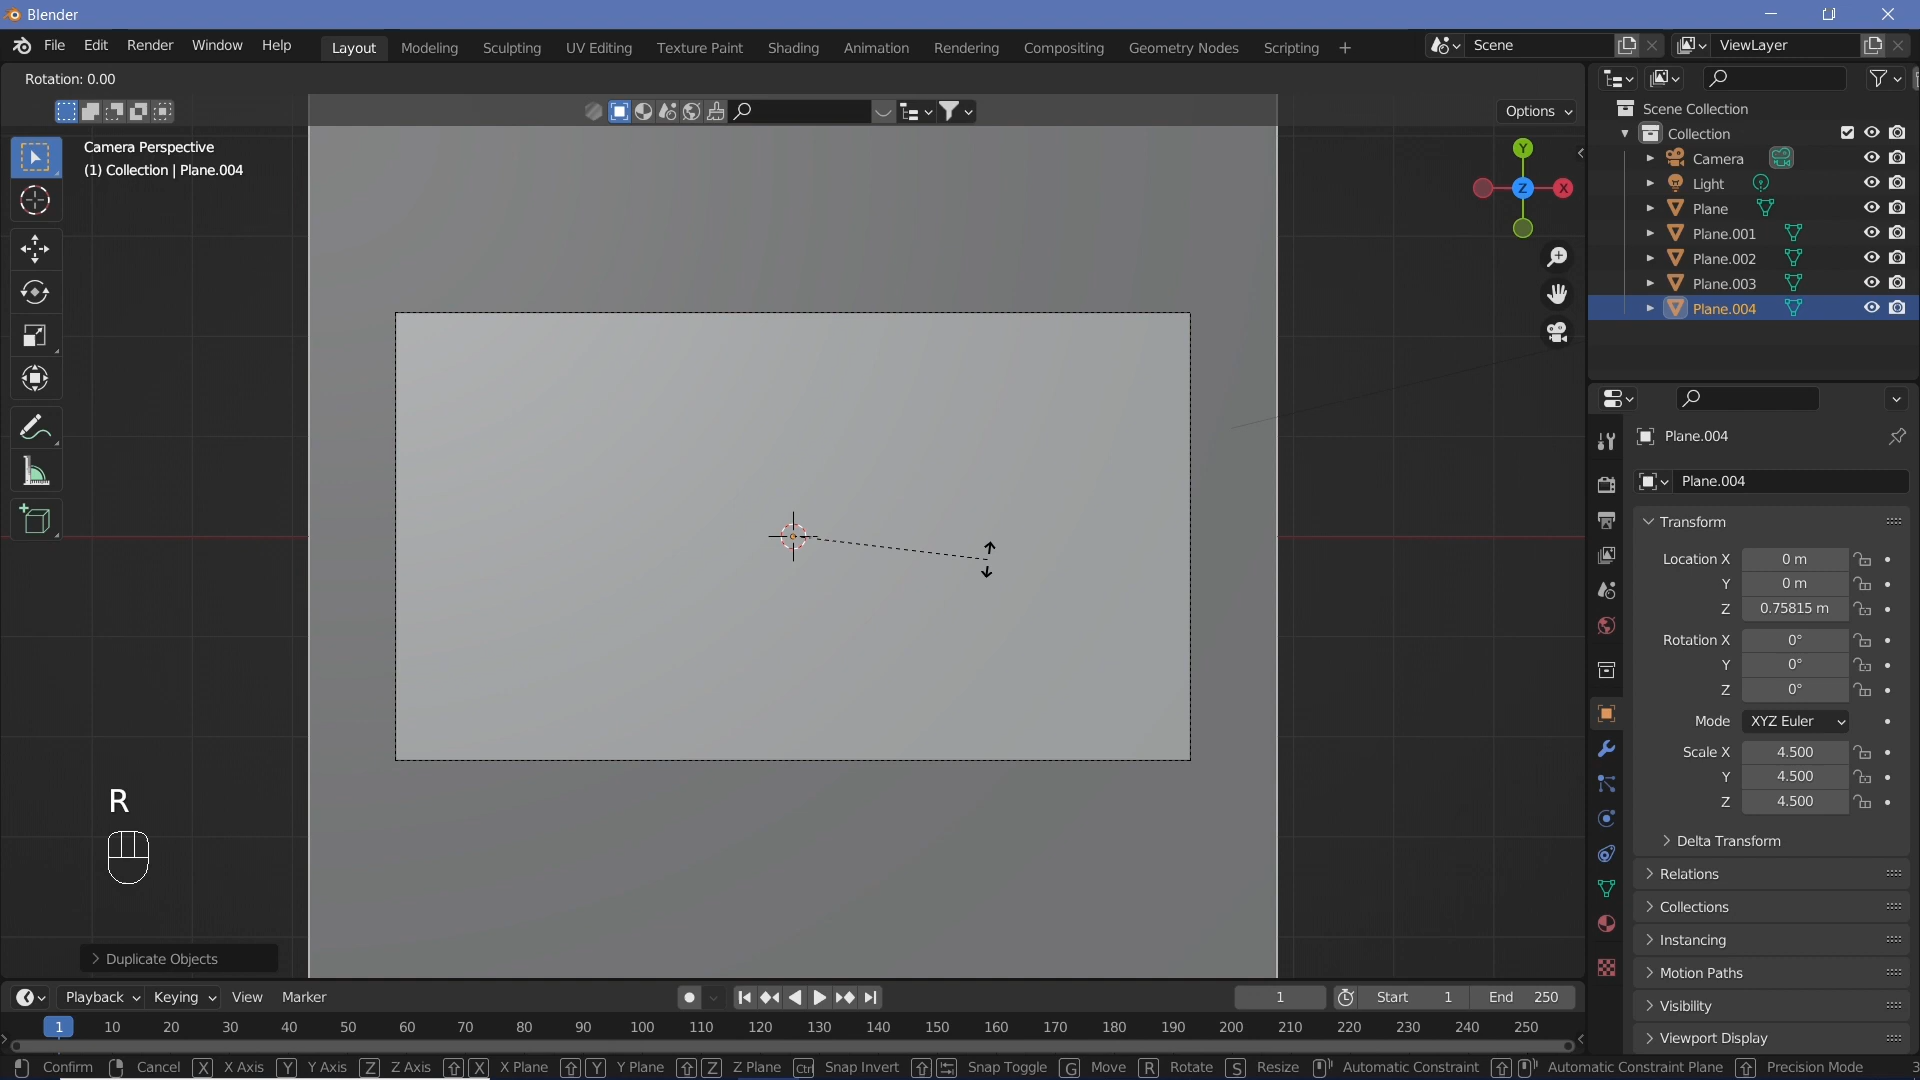 Blender
File Edit Render Window Help
Layout Modeling Sculpting UV Editing Texture Paint Shading Animation Rendering Compositing Geometry Nodes Scripting +
Scene
ViewLayer
Rotation: 0.00
Options
Camera Perspective
(1) Collection | Plane.004
Y
Z
X
Scene Collection
Collection
Camera
Light
Plane
Plane.001
Plane.002
Plane.003
Plane.004
Plane.004
Plane.004
Transform
Location X 0 m
Y 0 m
Z 0.75815 m
Rotation X 0°
Y 0°
Z 0°
Mode XYZ Euler
Scale X 4.500
Y 4.500
Z 4.500
Delta Transform
Relations
Collections
Instancing
Motion Paths
Visibility
Viewport Display
R
Duplicate Objects
Playback Keying View Marker
1
Start 1
End 250
1 10 20 30 40 50 60 70 80 90 100 110 120 130 140 150 160 170 180 190 200 210 220 230 240 250
Confirm Cancel X X Axis Y Y Axis Z Z Axis X X Plane Y Y Plane Z Z Plane Ctrl Snap Invert Snap Toggle G Move R Rotate S Resize Automatic Constraint Automatic Constraint Plane Precision Mode